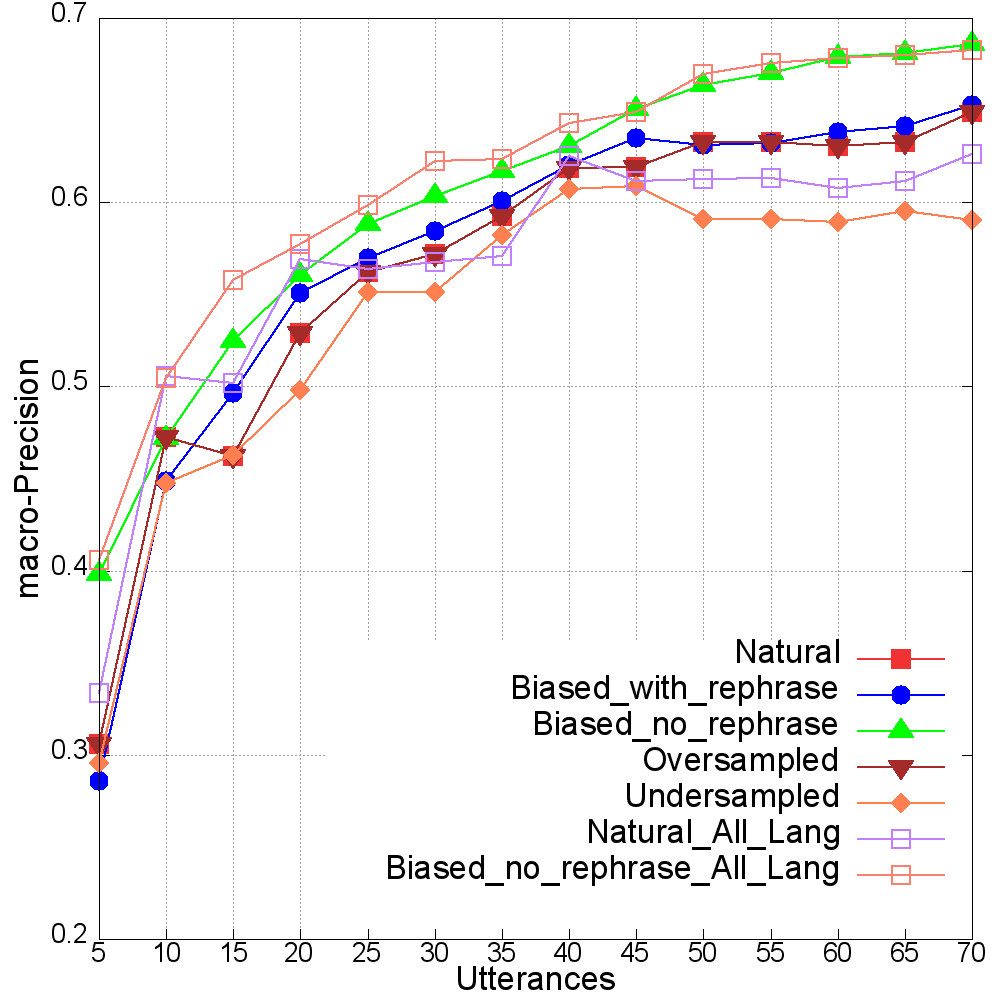 0.7
0.6
0.5
0.4
0.3
0.2
macro-Precision
Natural
Biased_with_rephrase
Biased_no_rephrase
Oversampled
Undersampled
Natural_All_Lang
Biased_no_rephrase_All_Lang
5 10 15 20 25 30 35 40 45 50 55 60 65 70
Utterances